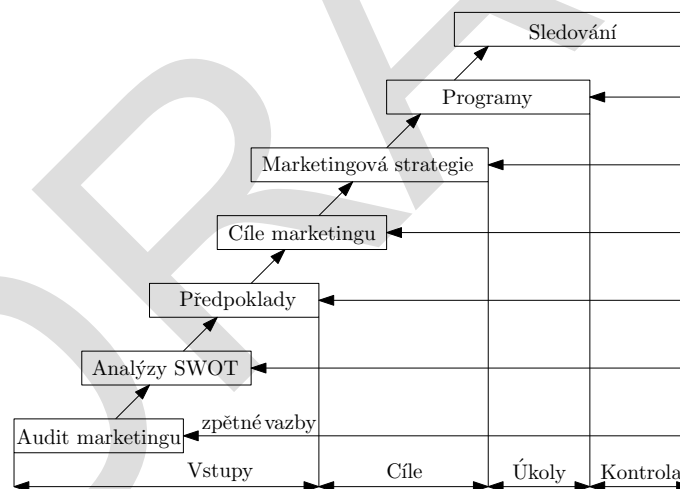 Sledování
Programy
Marketingová strategie
Cíle marketingu
Předpoklady
Analýzy SWOT
zpětné vazby
Audit marketingu
Vstupy Cíle Úkoly Kontrola